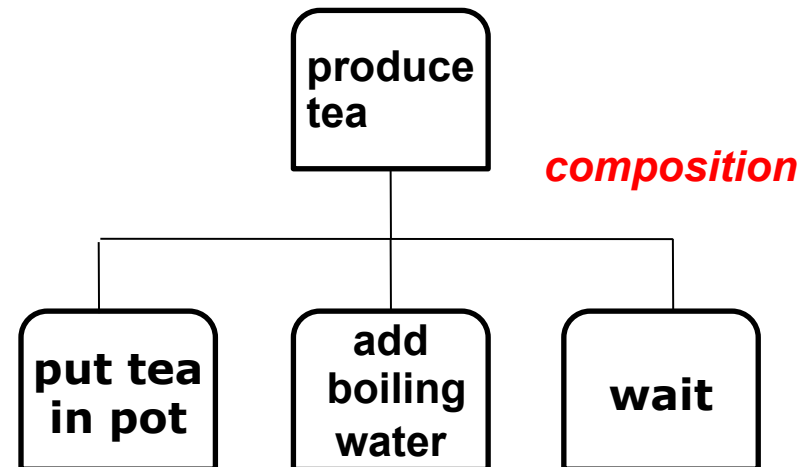 produce
tea
composition
put tea
in pot
add
boiling
water
wait